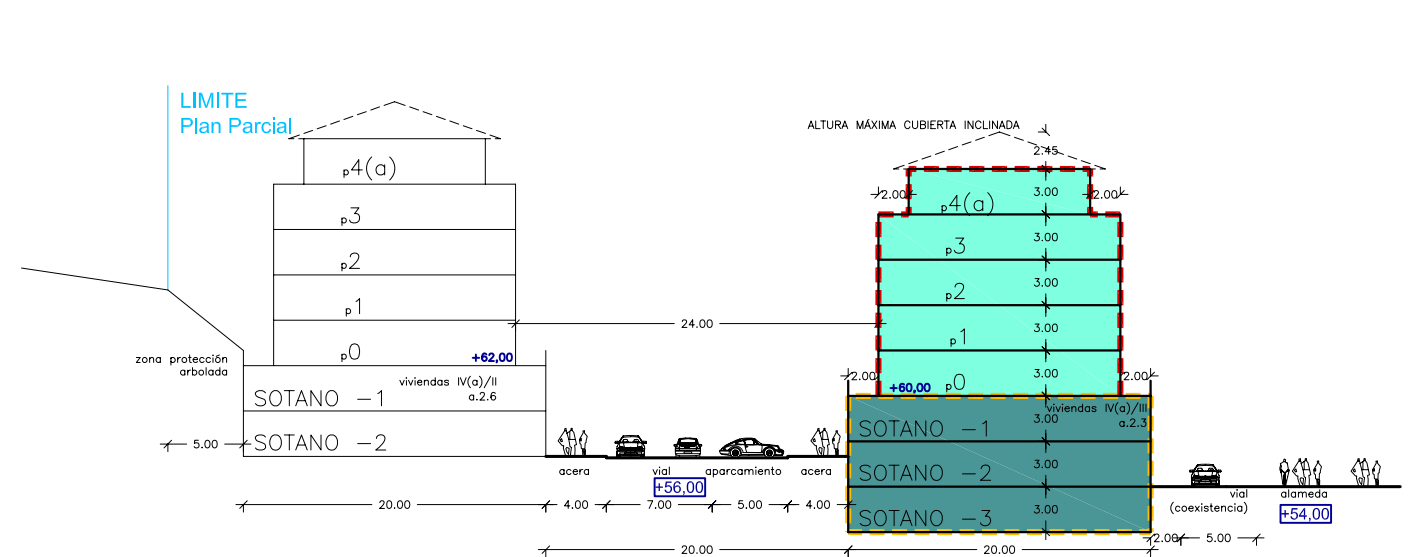 LIMITE
Plan Parcial
ALTURA MÁXIMA CUBIERTA INCLINADA
2.45
p4(a)
p3
p2
p1
p0
+62,00
zona protección
arbolada
viviendas IV(a)/II
a.2.6
SOTANO -1
SOTANO -2
5.00
20.00
24.00
acera
vial
aparcamiento
acera
+56,00
4.00
7.00
5.00
4.00
20.00
2.00
2.00
3.00
p4(a)
3.00
p3
3.00
p2
3.00
p1
3.00
p0
2.00
2.00
+60,00
viviendas IV(a)/III
a.2.3
3.00
SOTANO -1
3.00
SOTANO -2
3.00
SOTANO -3
20.00
vial
(coexistencia)
alameda
+54,00
2.00
5.00